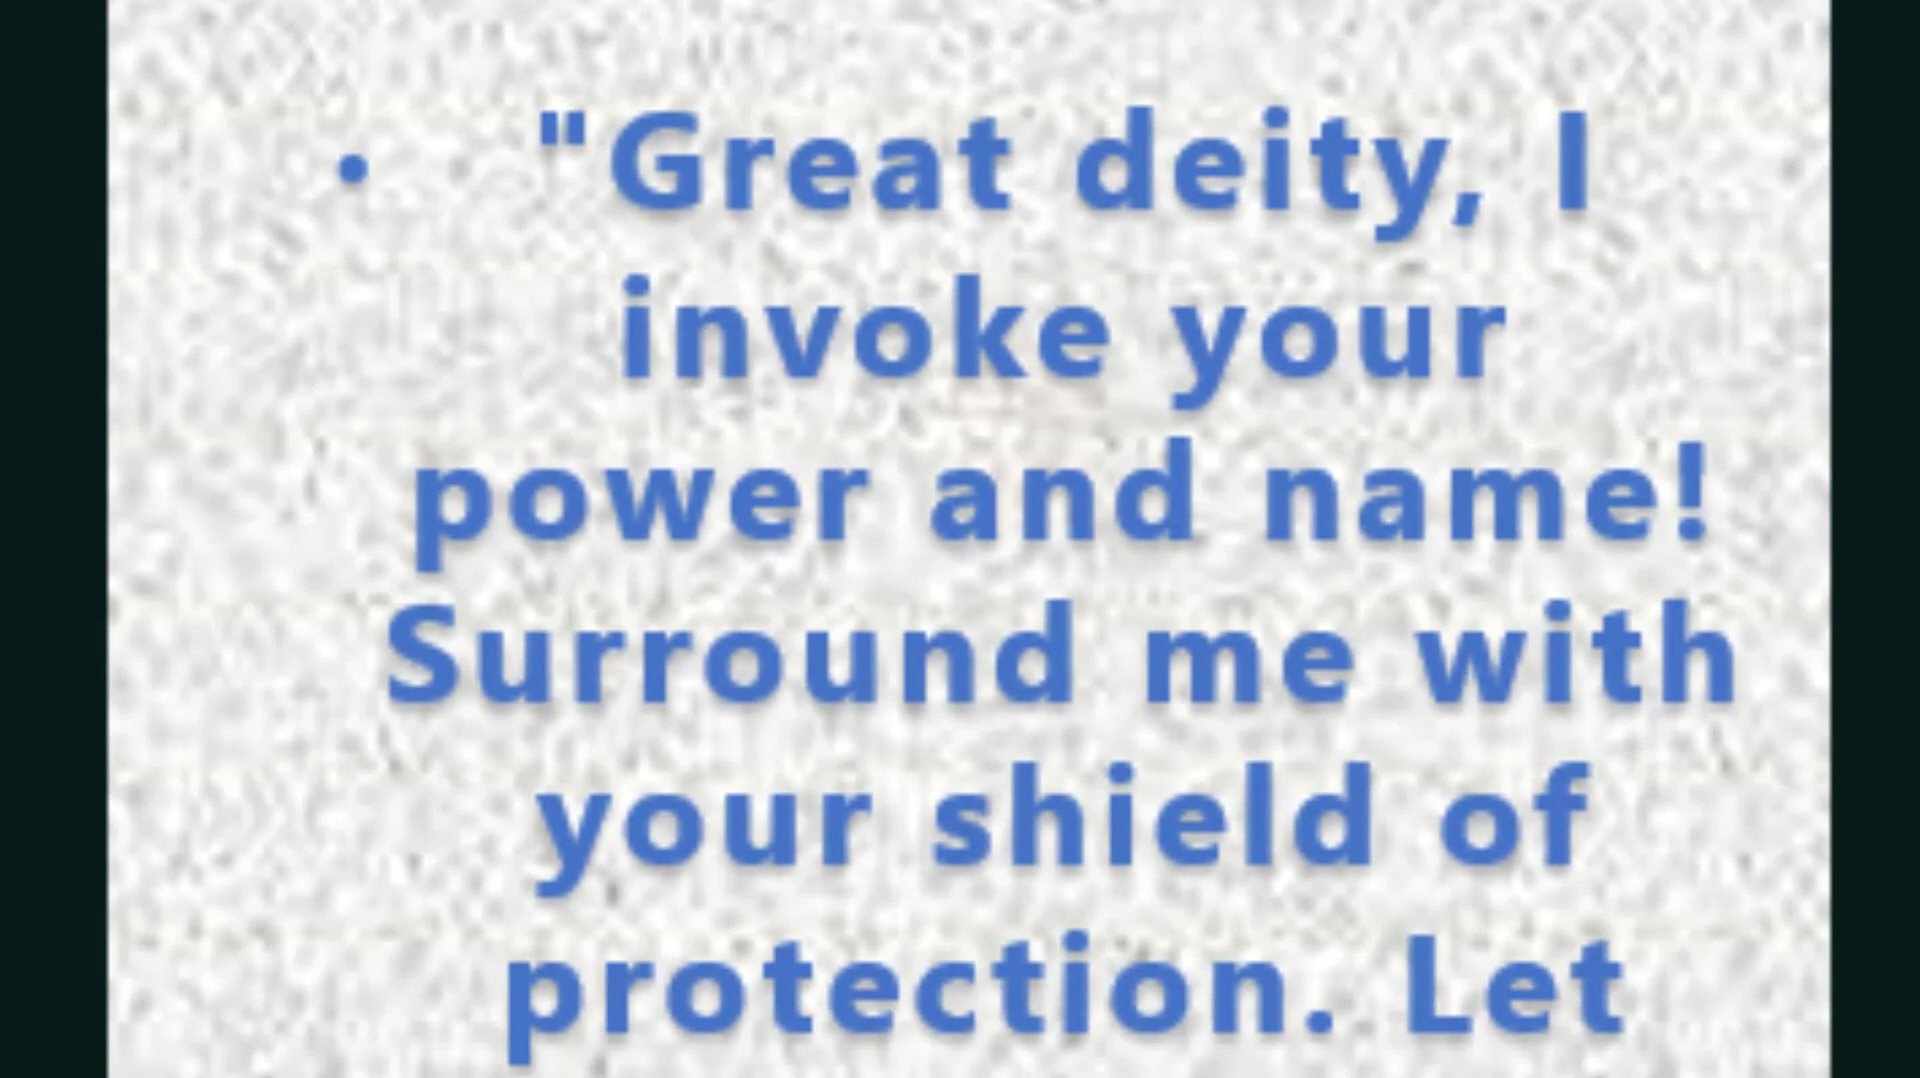 • "Great deity, I
invoke your
power and name!
Surround me with
your shield of
protection. Let